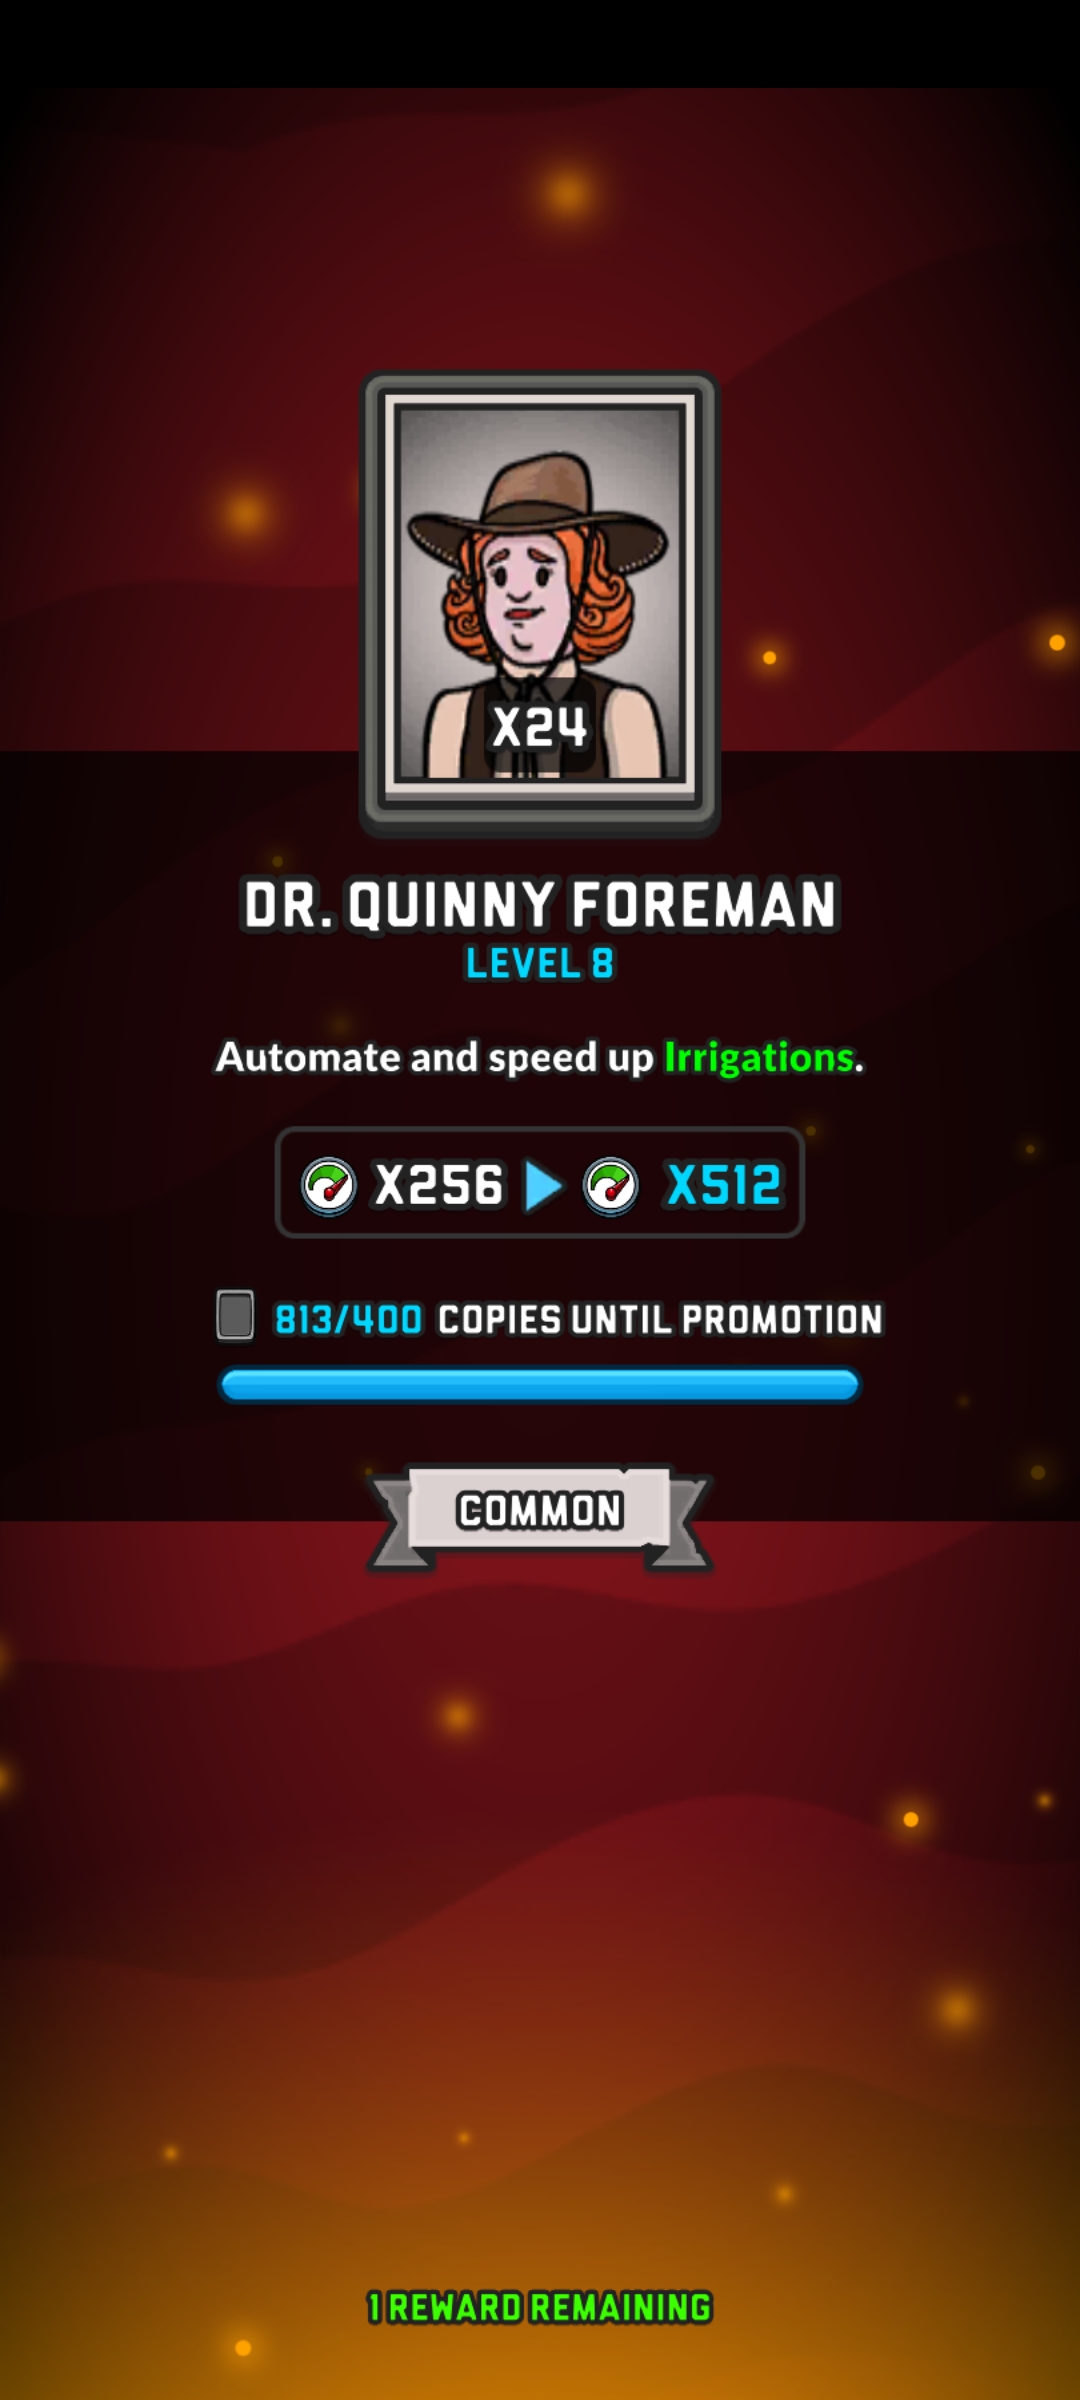 X24
DR. QUINNY FOREMAN
LEVEL 8
Automate and speed up Irrigations.
X256 X512
813/400 COPIES UNTIL PROMOTION
COMMON
1 REWARD REMAINING